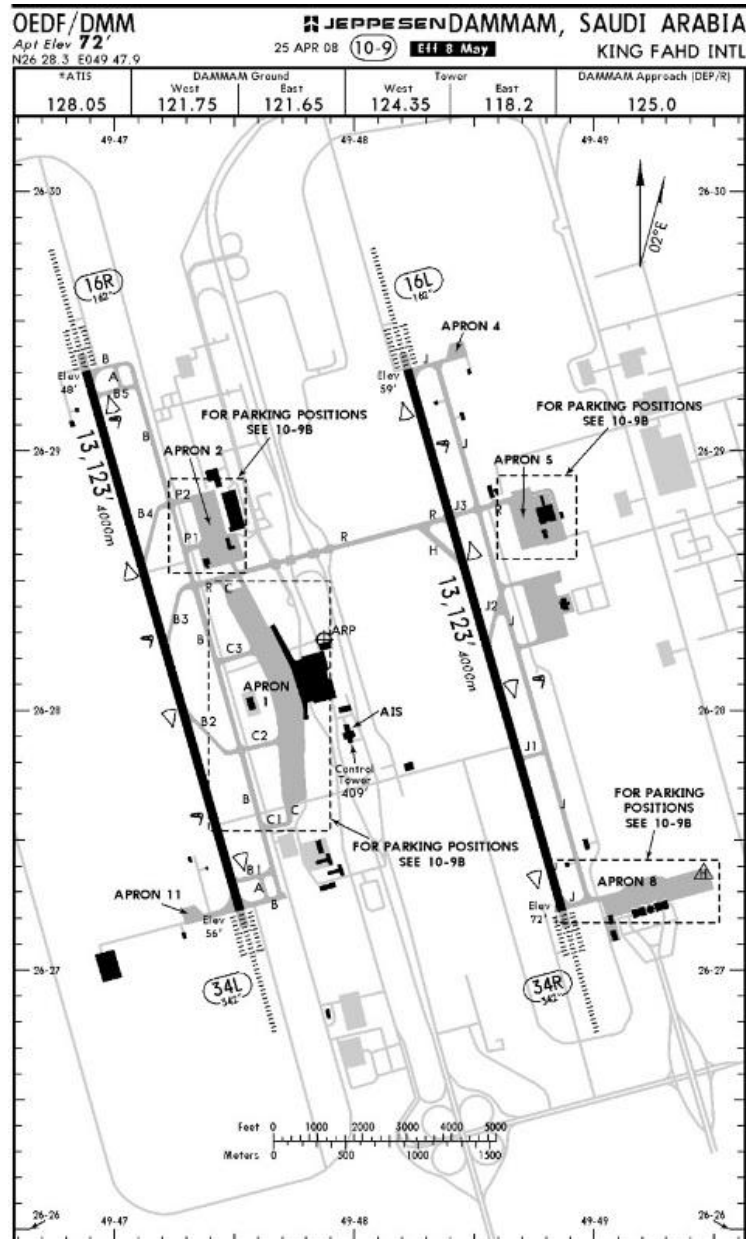 OEDF/DMM
Apt Elev 72'
N26 28.3 E049 47.9
JEPPESEN
25 APR 08 10-9 Eff 8 May
DAMMAM, SAUDI ARABIA
KING FAHD INTL
*ATIS
128.05
DAMMAM Ground
West East
121.75 121.65
Tower
West East
124.35 118.2
DAMMAM Approach (DEP/R)
125.0
49-47 49-48 49-49
26-30 26-30
02°E
16R
162°
16L
162°
APRON 4
B
A
B5
Elev
48'
J
Elev
59'
FOR PARKING POSITIONS
SEE 10-9B
FOR PARKING POSITIONS
SEE 10-9B
26-29 26-29
13,123'
4000m
B
APRON 2
J
APRON 5
P2
B4
P1
J3
R
R
R
H
R
C
B3
B
C3
ARP
13,123'
4000m
J2
J
APRON
I
26-28 26-28
B2
C2
AIS
Control
Tower
409'
J1
B
J
C
C1
FOR PARKING
POSITIONS
SEE 10-9B
FOR PARKING POSITIONS
SEE 10-9B
B1
A
B
APRON 11
Elev
56'
APRON 8
H
J
Elev
72'
26-27 26-27
34L
342°
34R
342°
Feet 0 1000 2000 3000 4000 5000
Meters 0 500 1000 1500
26-26 26-26
49-47 49-48 49-49